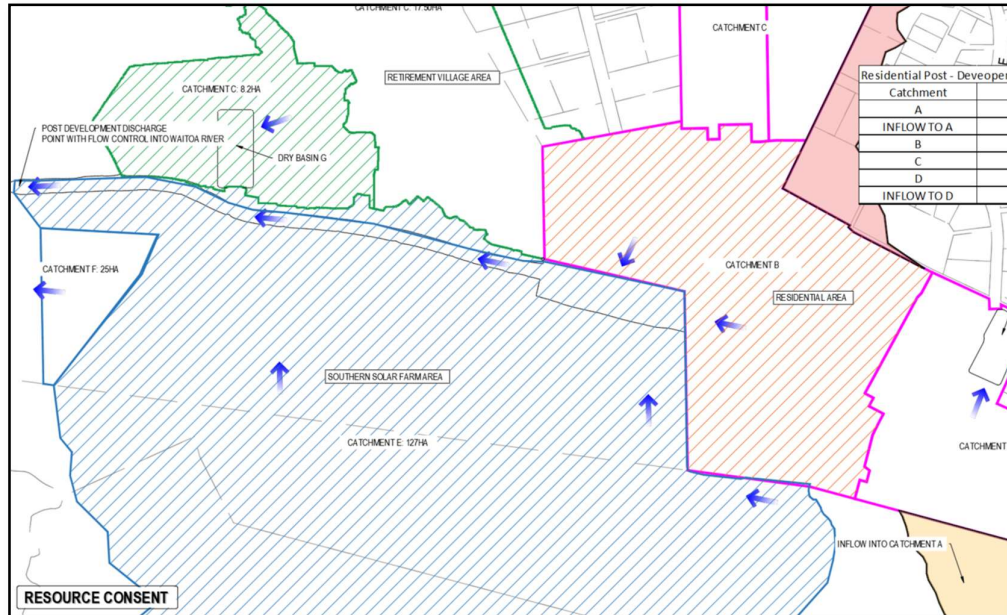 CATCHMENT C: 17.50HA
CATCHMENT C
RETIREMENT VILLAGE AREA
CATCHMENT C: 8.2HA
POST DEVELOPMENT DISCHARGE
POINT WITH FLOW CONTROL INTO WAITOA RIVER
DRY BASIN G
Residential Post - Deveoper
Catchment
A
INFLOW TO A
B
C
D
INFLOW TO D
CATCHMENT F: 25HA
CATCHMENT B
RESIDENTIAL AREA
SOUTHERN SOLAR FARM AREA
CATCHMENT E: 127HA
CATCHMENT
INFLOW INTO CATCHMENT A
RESOURCE CONSENT